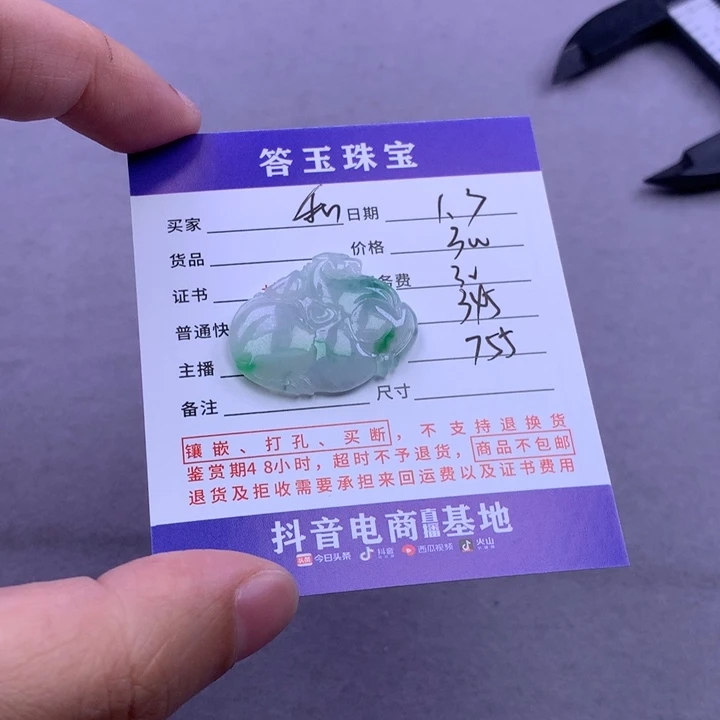 答玉珠宝
买家 日期 1.7
货品 价格 3w
证书 务费
普通快 345
主播 755
备注 尺寸
镶嵌、打孔、买断，不支持退换货
鉴赏期48小时，超时不予退货，商品不包邮
退货及拒收需要承担来回运费以及证书费用
抖音电商直播基地
头条 今日头条 抖音 西瓜视频 火山